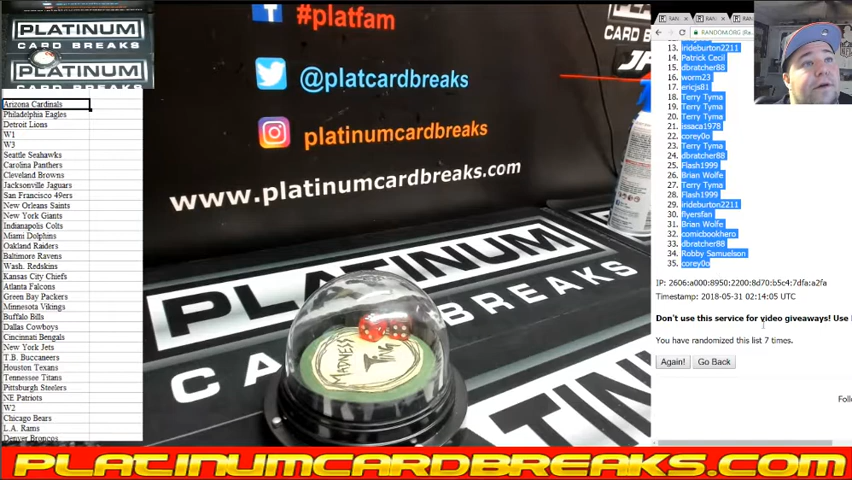 PLATINUM
CARD BREAKS
PLATINUM
Arizona Cardinals
Philadelphia Eagles
Detroit Lions
W1
W3
Seattle Seahawks
Carolina Panthers
Cleveland Browns
Jacksonville Jaguars
San Francisco 49ers
New Orleans Saints
New York Giants
Indianapolis Colts
Miami Dolphins
Oakland Raiders
Baltimore Ravens
Wash. Redskins
Kansas City Chiefs
Atlanta Falcons
Green Bay Packers
Minnesota Vikings
Buffalo Bills
Dallas Cowboys
Cincinnati Bengals
New York Jets
T.B. Buccaneers
Houston Texans
Tennessee Titans
Pittsburgh Steelers
NE Patriots
W2
Chicago Bears
L.A. Rams
Denver Broncos
#platfam
@platcardbreaks
platinumcardbreaks
www.platinumcardbreaks.com
PLATINUM
CARD BREAKS
PLATINUM
MADNESS
TING
RANDOM.ORG
13. irideburton2211
14. Patrick Cecil
15. dbratcher88
16. worm23
17. ericjs81
18. Terry Tyma
19. Terry Tyma
20. Terry Tyma
21. issaca1978
22. corey0o
23. Terry Tyma
24. dbratcher88
25. Flash1999
26. Brian Wolfe
27. Terry Tyma
28. Flash1999
29. irideburton2211
30. flyersfan
31. Brian Wolfe
32. comicbookhero
33. dbratcher88
34. Robby Samuelson
35. corey0o
IP: 2606:a000:8950:2200:8d70:b5c4:7dfa:a2fa
Timestamp: 2018-05-31 02:14:05 UTC
Don't use this service for video giveaways! Use
You have randomized this list 7 times.
Again!
Go Back
Follo
PLATINUMCARDBREAKS.COM